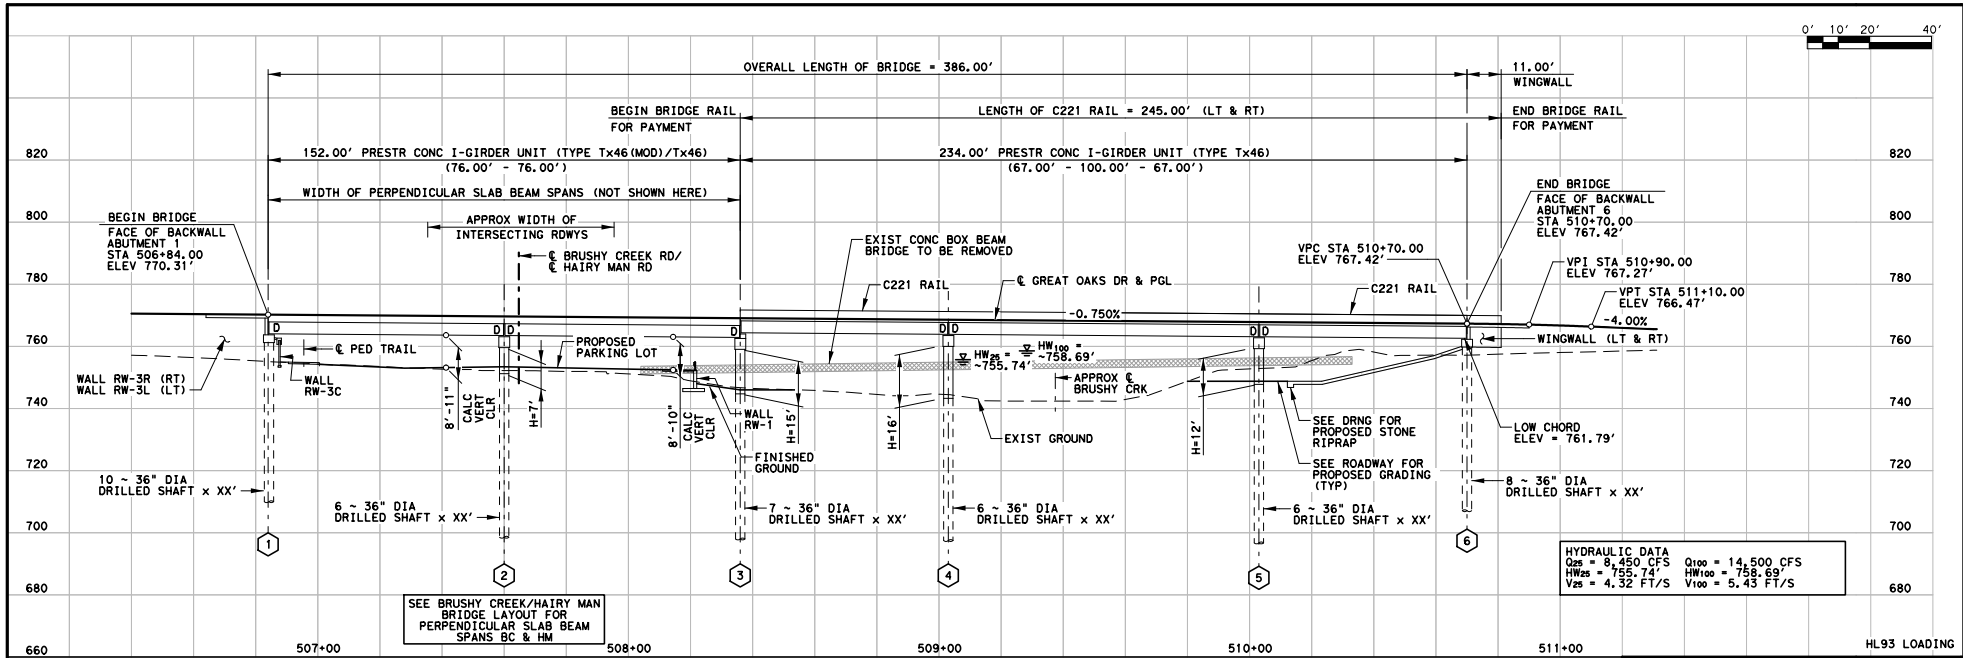 0' 10' 20' 40'
OVERALL LENGTH OF BRIDGE = 386.00'
11.00'
WINGWALL
BEGIN BRIDGE RAIL
FOR PAYMENT
LENGTH OF C221 RAIL = 245.00' (LT & RT)
END BRIDGE RAIL
FOR PAYMENT
820
152.00' PRESTR CONC I-GIRDER UNIT (TYPE Tx46(MOD)/Tx46)
(76.00' - 76.00')
234.00' PRESTR CONC I-GIRDER UNIT (TYPE Tx46)
(67.00' - 100.00' - 67.00')
820
WIDTH OF PERPENDICULAR SLAB BEAM SPANS (NOT SHOWN HERE)
END BRIDGE
FACE OF BACKWALL
ABUTMENT 6
STA 510+70.00
ELEV 767.42'
800
BEGIN BRIDGE
FACE OF BACKWALL
ABUTMENT 1
STA 506+84.00
ELEV 770.31'
APPROX WIDTH OF
INTERSECTING RDWYS
800
EXIST CONC BOX BEAM
BRIDGE TO BE REMOVED
℄ BRUSHY CREEK RD/
℄ HAIRY MAN RD
VPC STA 510+70.00
ELEV 767.42'
VPI STA 510+90.00
ELEV 767.27'
780
C221 RAIL
℄ GREAT OAKS DR & PGL
C221 RAIL
VPT STA 511+10.00
ELEV 766.47'
780
-0.750%
-4.00%
D
D D
D
D D
D D
760
℄ PED TRAIL
PROPOSED
PARKING LOT
HW25 =
~755.74'
HW100 =
~758.69'
WINGWALL (LT & RT)
760
WALL RW-3R (RT)
WALL RW-3L (LT)
WALL
RW-3C
8'-11"
CALC
VERT
CLR
H=7'
8'-10"
CALC
VERT
CLR
WALL
RW-1
H=15'
H=16'
APPROX ℄
BRUSHY CRK
H=12'
740
EXIST GROUND
FINISHED
GROUND
SEE DRNG FOR
PROPOSED STONE
RIPRAP
LOW CHORD
ELEV = 761.79'
740
SEE ROADWAY FOR
PROPOSED GRADING
(TYP)
720
720
10 ~ 36" DIA
DRILLED SHAFT x XX'
6 ~ 36" DIA
DRILLED SHAFT x XX'
7 ~ 36" DIA
DRILLED SHAFT x XX'
6 ~ 36" DIA
DRILLED SHAFT x XX'
6 ~ 36" DIA
DRILLED SHAFT x XX'
8 ~ 36" DIA
DRILLED SHAFT x XX'
700
700
1
2
3
4
5
6
HYDRAULIC DATA
Q25 = 8,450 CFS Q100 = 14,500 CFS
HW25 = 755.74' HW100 = 758.69'
V25 = 4.32 FT/S V100 = 5.43 FT/S
680
680
SEE BRUSHY CREEK/HAIRY MAN
BRIDGE LAYOUT FOR
PERPENDICULAR SLAB BEAM
SPANS BC & HM
660
507+00
508+00
509+00
510+00
511+00
HL93 LOADING